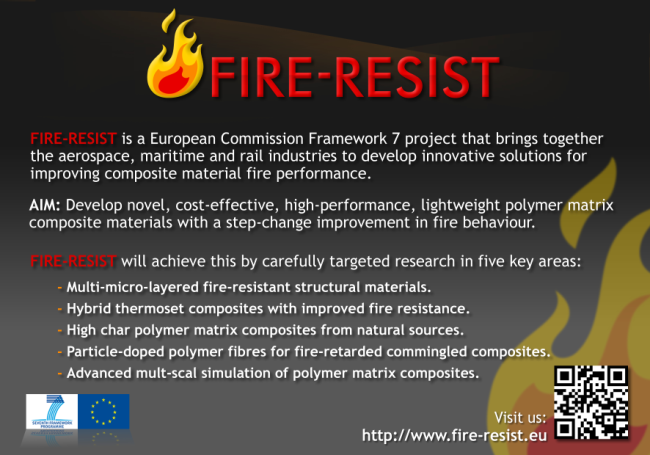 FIRE-RESIST
FIRE-RESIST is a European Commission Framework 7 project that brings together
the aerospace, maritime and rail industries to develop innovative solutions for
improving composite material fire performance.
AIM: Develop novel, cost-effective, high-performance, lightweight polymer matrix
composite materials with a step-change improvement in fire behaviour.
FIRE-RESIST will achieve this by carefully targeted research in five key areas:
- Multi-micro-layered fire-resistant structural materials.
- Hybrid thermoset composites with improved fire resistance.
- High char polymer matrix composites from natural sources.
- Particle-doped polymer fibres for fire-retarded commingled composites.
- Advanced mult-scal simulation of polymer matrix composites.
SEVENTH FRAMEWORK
PROGRAMME
Visit us:
http://www.fire-resist.eu